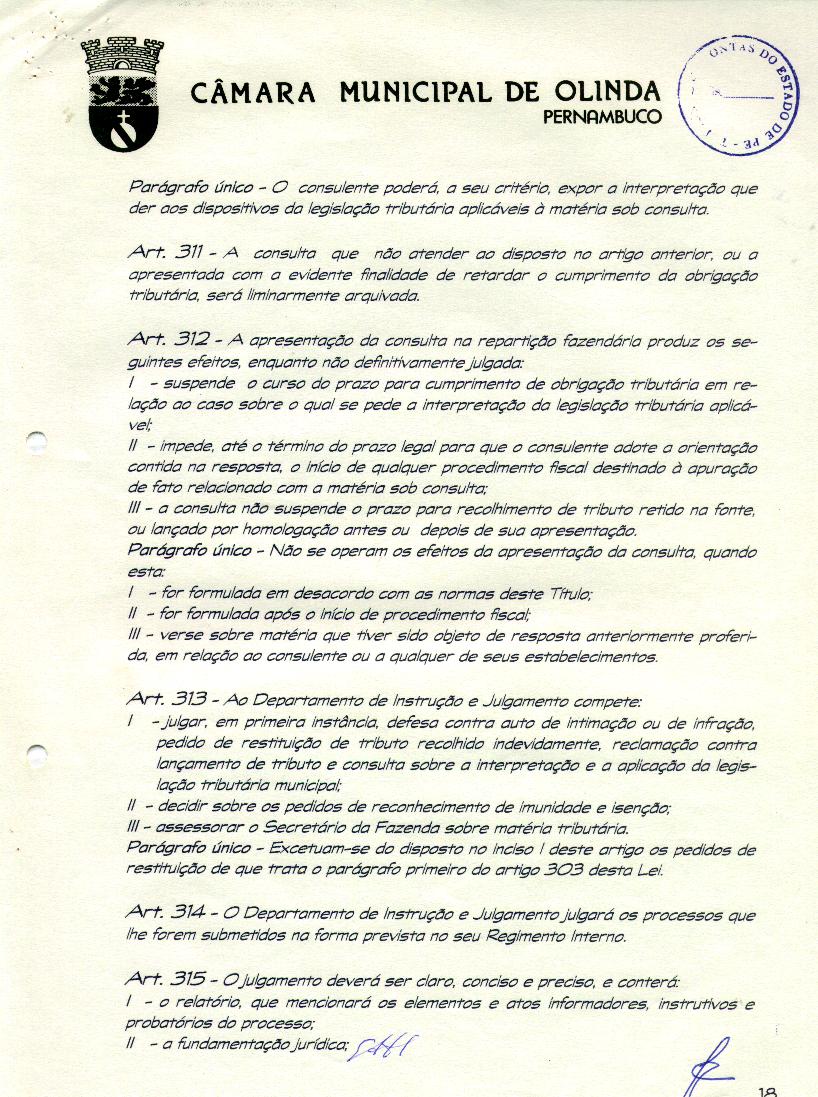 CÂMARA MUNICIPAL DE OLINDA
PERNAMBUCO
ONTAS DO ESTADO DE PE - T
Parágrafo único - O consulente poderá, a seu critério, expor a interpretação que
der aos dispositivos da legislação tributária aplicáveis à matéria sob consulta.
Art. 311 - A consulta que não atender ao disposto no artigo anterior, ou a
apresentada com a evidente finalidade de retardar o cumprimento da obrigação
tributária, será liminarmente arquivada.
Art. 312 - A apresentação da consulta na repartição fazendária produz os se-
guintes efeitos, enquanto não definitivamente julgada:
I - suspende o curso do prazo para cumprimento de obrigação tributária em re-
lação ao caso sobre o qual se pede a interpretação da legislação tributária aplicá-
vel;
II - impede, até o término do prazo legal para que o consulente adote a orientação
contida na resposta, o início de qualquer procedimento fiscal destinado à apuração
de fato relacionado com a matéria sob consulta;
III - a consulta não suspende o prazo para recolhimento de tributo retido na fonte,
ou lançado por homologação antes ou depois de sua apresentação.
Parágrafo único - Não se operam os efeitos da apresentação da consulta, quando
esta:
I - for formulada em desacordo com as normas deste Título;
II - for formulada após o início de procedimento fiscal;
III - verse sobre matéria que tiver sido objeto de resposta anteriormente proferi-
da, em relação ao consulente ou a qualquer de seus estabelecimentos.
Art. 313 - Ao Departamento de Instrução e Julgamento compete:
I - julgar, em primeira instância, defesa contra auto de intimação ou de infração,
pedido de restituição de tributo recolhido indevidamente, reclamação contra
lançamento de tributo e consulta sobre a interpretação e a aplicação da legis-
lação tributária municipal;
II - decidir sobre os pedidos de reconhecimento de imunidade e isenção;
III - assessorar o Secretário da Fazenda sobre matéria tributária.
Parágrafo único - Excetuam-se do disposto no inciso I deste artigo os pedidos de
restituição de que trata o parágrafo primeiro do artigo 303 desta Lei.
Art. 314 - O Departamento de Instrução e Julgamento julgará os processos que
lhe forem submetidos na forma prevista no seu Regimento Interno.
Art. 315 - O julgamento deverá ser claro, conciso e preciso, e conterá:
I - o relatório, que mencionará os elementos e atos informadores, instrutivos e
probatórios do processo;
II - a fundamentação jurídica;
18